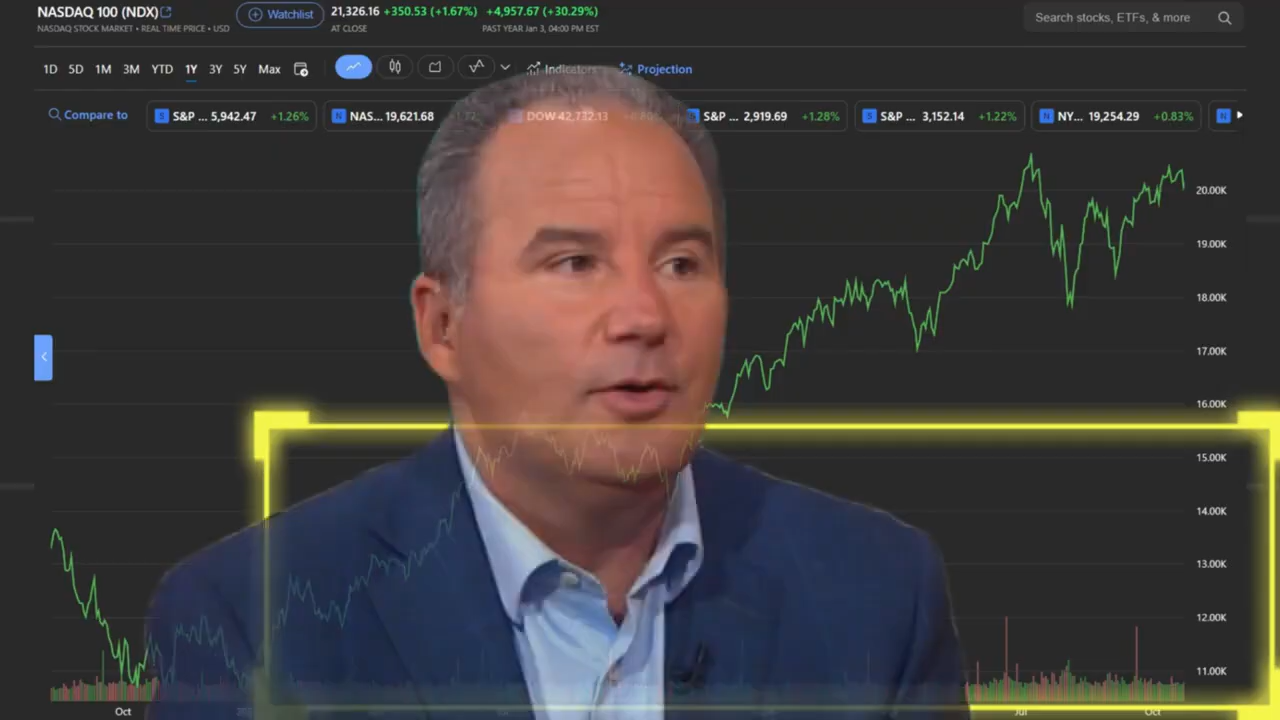 NASDAQ 100 (NDX)
NASDAQ STOCK MARKET • REAL TIME PRICE • USD
Watchlist
21,326.16 +350.53 (+1.67%) +4,957.67 (+30.29%)
AT CLOSE PAST YEAR Jan 3, 04:00 PM EST
Search stocks, ETFs, & more
1D 5D 1M 3M YTD 1Y 3Y 5Y Max
Indicators Projection
Compare to
S&P ... 5,942.47 +1.26%
NAS... 19,621.68
DOW 42,732.13
S&P ... 2,919.69 +1.28%
S&P ... 3,152.14 +1.22%
NY... 19,254.29 +0.83%
20.00K
19.00K
18.00K
17.00K
16.00K
15.00K
14.00K
13.00K
12.00K
11.00K
Oct Jul Oct